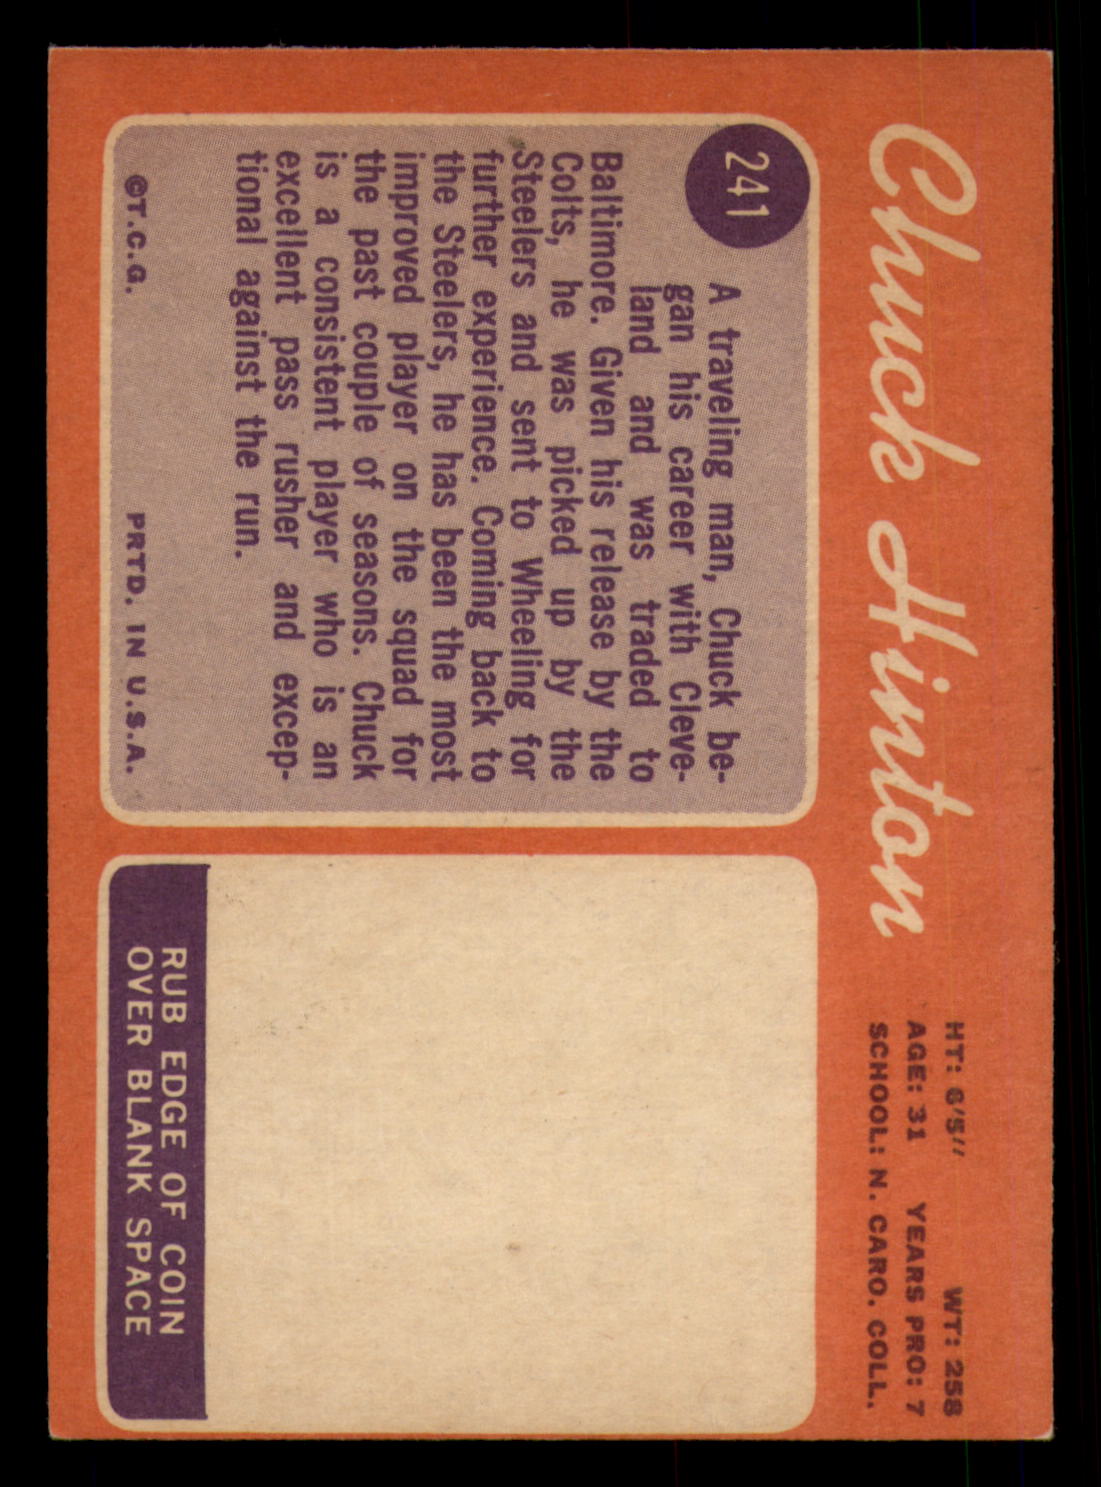 Chuck Hinton
HT: 6'5" WT: 258
AGE: 31 YEARS PRO: 7
SCHOOL: N. CARO. COLL.
241
A traveling man, Chuck be-
gan his career with Cleve-
land and was traded to
Baltimore. Given his release by the
Colts, he was picked up by the
Steelers and sent to Wheeling for
further experience. Coming back to
the Steelers, he has been the most
improved player on the squad for
the past couple of seasons. Chuck
is a consistent player who is an
excellent pass rusher and excep-
tional against the run.
©T.C.G. PRTD. IN U.S.A.
RUB EDGE OF COIN
OVER BLANK SPACE